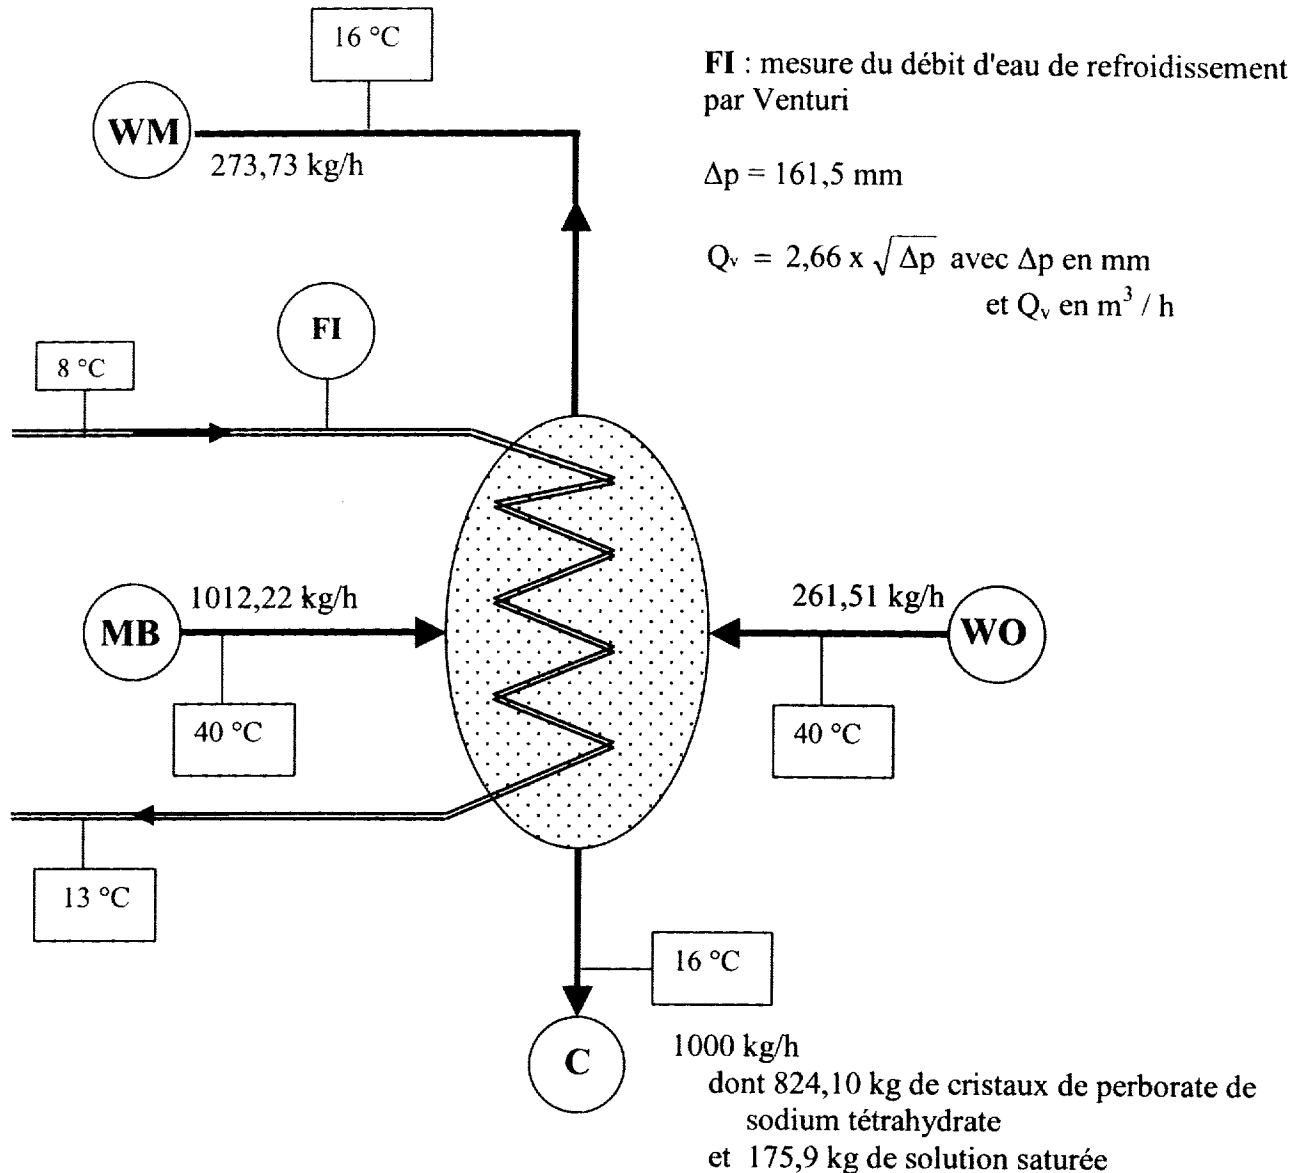 16 °C
FI : mesure du débit d'eau de refroidissement
par Venturi
WM
273,73 kg/h
Δp = 161,5 mm
Qv = 2,66 x √Δp avec Δp en mm
et Qv en m³ / h
FI
8 °C
1012,22 kg/h
261,51 kg/h
MB
WO
40 °C
40 °C
13 °C
16 °C
C
1000 kg/h
dont 824,10 kg de cristaux de perborate de
sodium tétrahydrate
et 175,9 kg de solution saturée